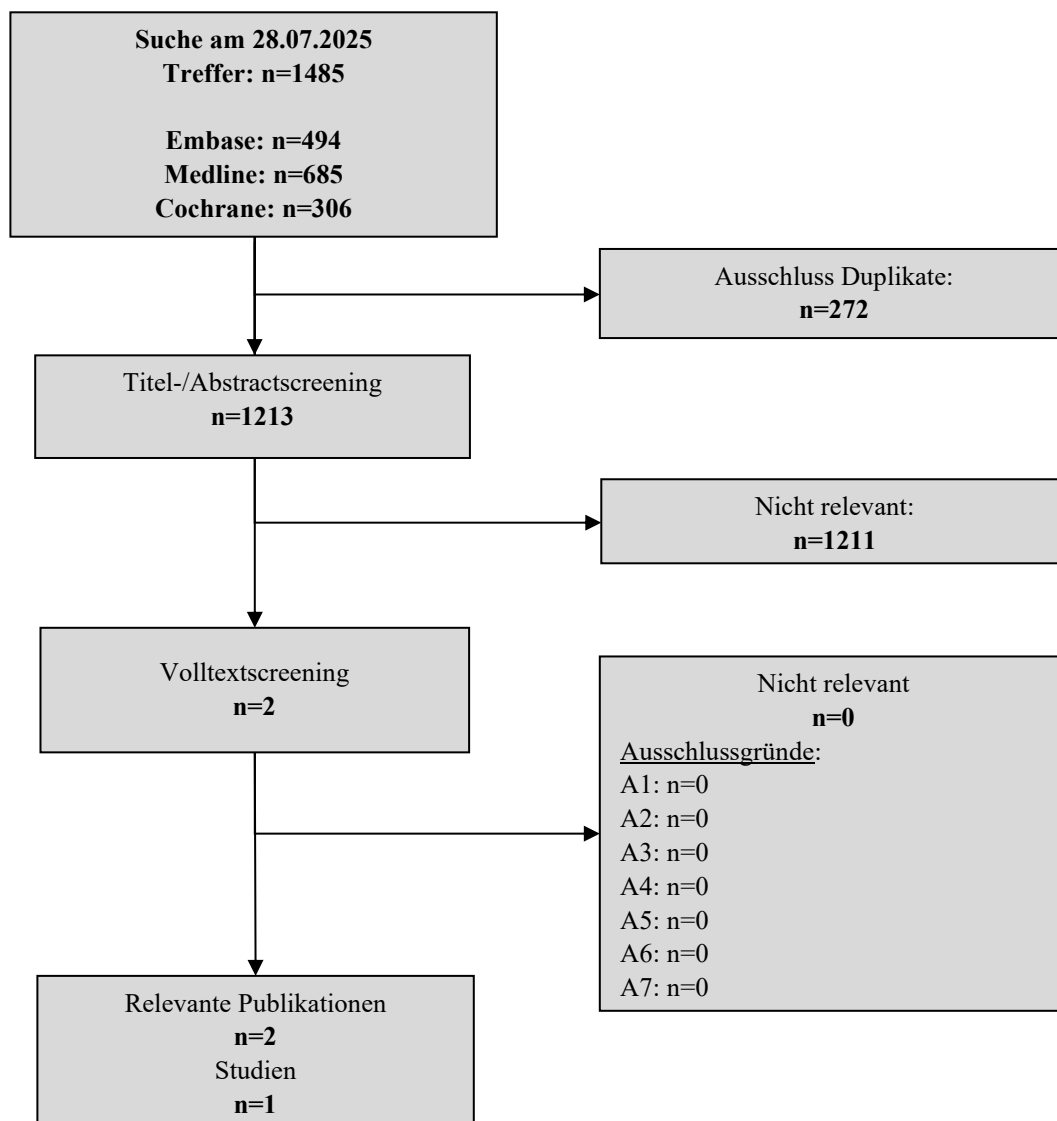 Suche am 28.07.2025
Treffer: n=1485
Embase: n=494
Medline: n=685
Cochrane: n=306
Ausschluss Duplikate:
n=272
Titel-/Abstractscreening
n=1213
Nicht relevant:
n=1211
Volltextscreening
n=2
Nicht relevant
n=0
Ausschlussgründe:
A1: n=0
A2: n=0
A3: n=0
A4: n=0
A5: n=0
A6: n=0
A7: n=0
Relevante Publikationen
n=2
Studien
n=1